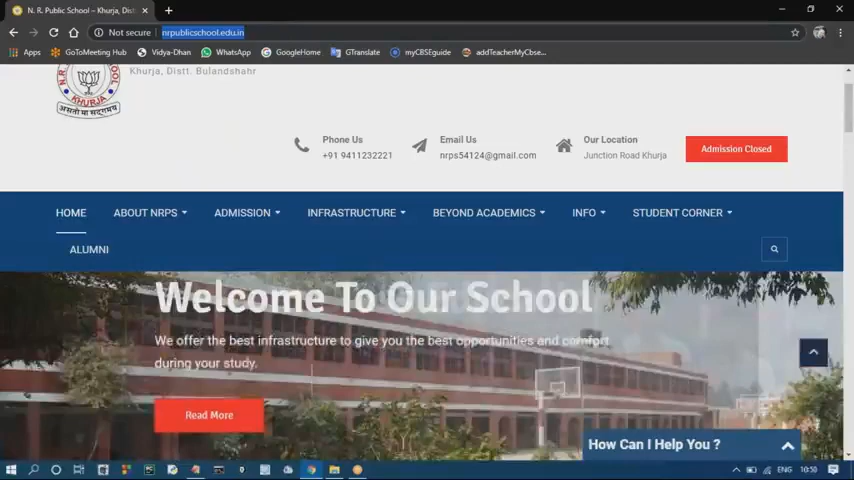 N. R. Public School – Khurja, Dist
Not secure
nrpublicschool.edu.in
Apps
GoToMeeting Hub
Vidya-Dhan
WhatsApp
GoogleHome
GTranslate
myCBSEguide
addTeacherMyCbse...
Khurja, Distt. Bulandshahr
KHURJA
असतो मा सद्गमय
Phone Us
+91 9411232221
Email Us
nrps54124@gmail.com
Our Location
Junction Road Khurja
Admission Closed
HOME
ABOUT NRPS
ADMISSION
INFRASTRUCTURE
BEYOND ACADEMICS
INFO
STUDENT CORNER
ALUMNI
Welcome To Our School
We offer the best infrastructure to give you the best opportunities and comfort
during your study.
Read More
How Can I Help You ?
ENG
10:50